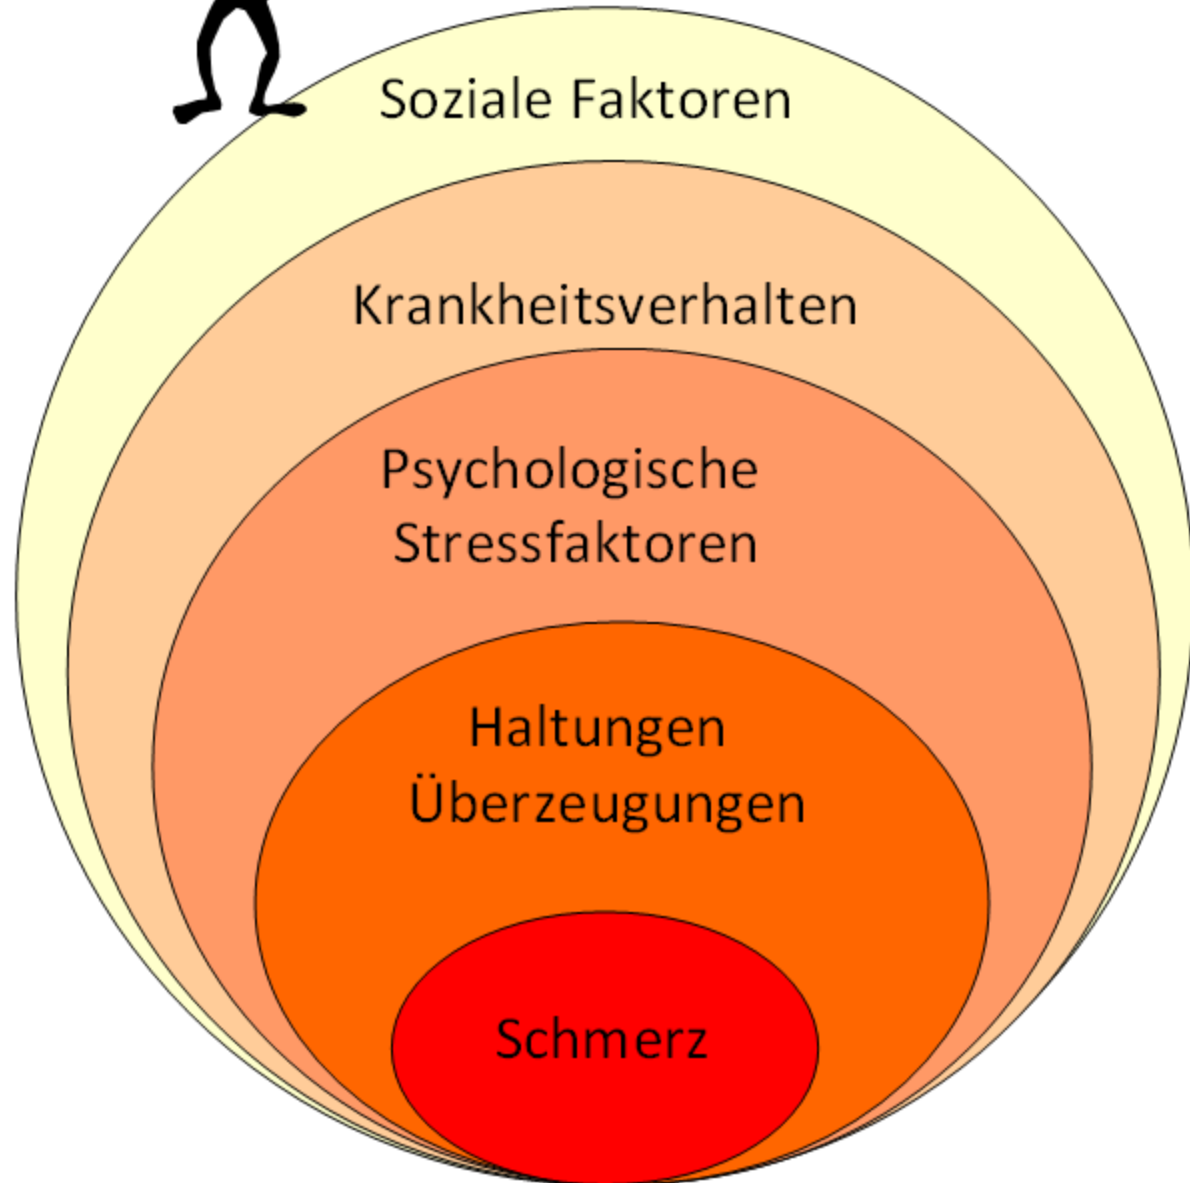 Soziale Faktoren
Krankheitsverhalten
Psychologische
Stressfaktoren
Haltungen
Überzeugungen
Schmerz